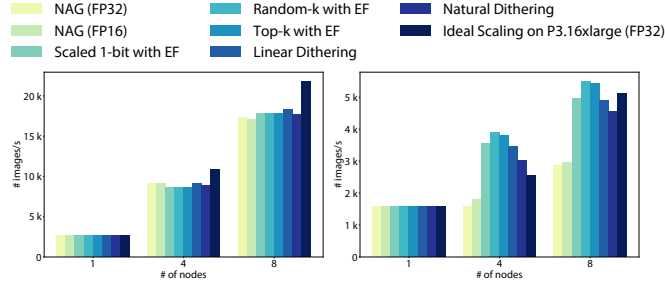 NAG (FP32)
Random-k with EF
Natural Dithering
NAG (FP16)
Top-k with EF
Ideal Scaling on P3.16xlarge (FP32)
Scaled 1-bit with EF
Linear Dithering
20 k
15 k
10 k
5 k
0
# images/s
1
4
8
# of nodes
5 k
4 k
3 k
2 k
1 k
0
# images/s
1
4
8
# of nodes